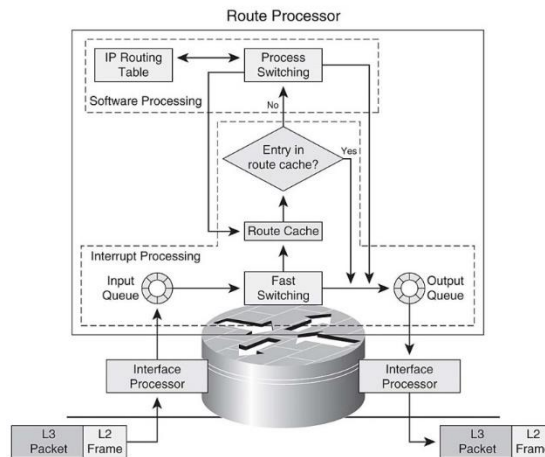 Route Processor
IP Routing
Table
Process
Switching
Software Processing
No
Entry in
route cache?
Yes
Route Cache
Interrupt Processing
Input
Queue
Fast
Switching
Output
Queue
Interface
Processor
Interface
Processor
L3
Packet
L2
Frame
L3
Packet
L2
Frame